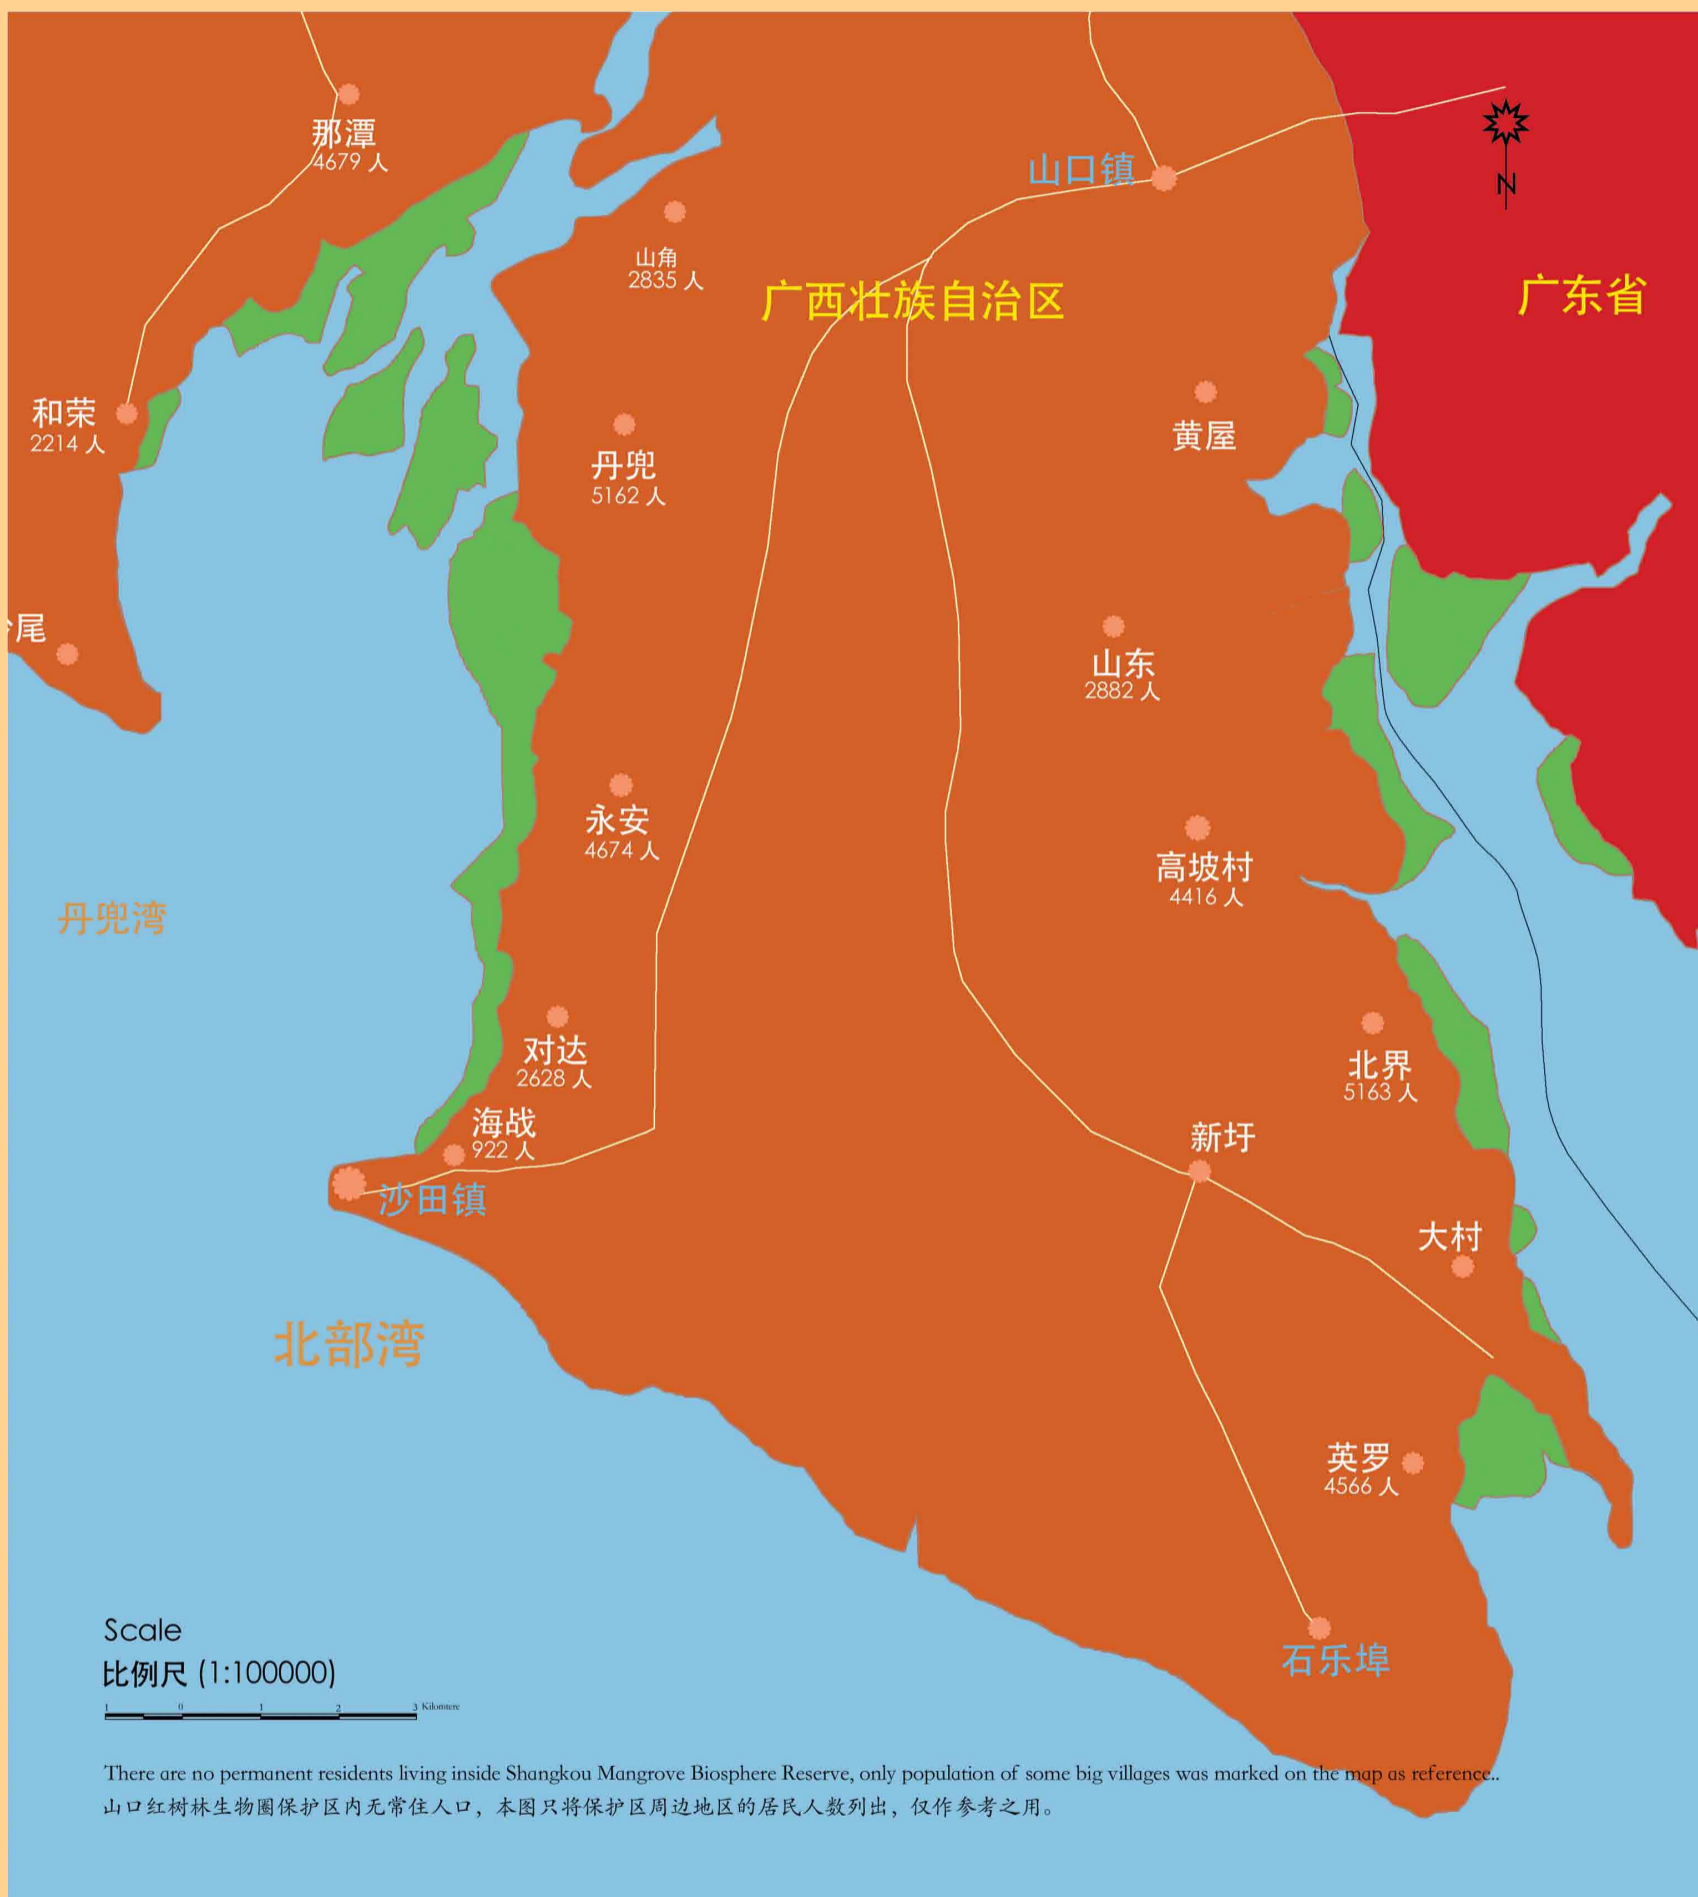 那潭
4679 人
山口镇
N
山角
2835 人
广西壮族自治区
广东省
和荣
2214 人
丹兜
5162 人
黄屋
尾
山东
2882 人
永安
4674 人
高坡村
4416 人
丹兜湾
对达
2628 人
北界
5163 人
海战
922 人
新圩
沙田镇
大村
北部湾
英罗
4566 人
石乐埠
Scale
比例尺 (1:100000)
1 0 1 2 3 Kilomtere
There are no permanent residents living inside Shangkou Mangrove Biosphere Reserve, only population of some big villages was marked on the map as reference..
山口红树林生物圈保护区内无常住人口，本图只将保护区周边地区的居民人数列出，仅作参考之用。